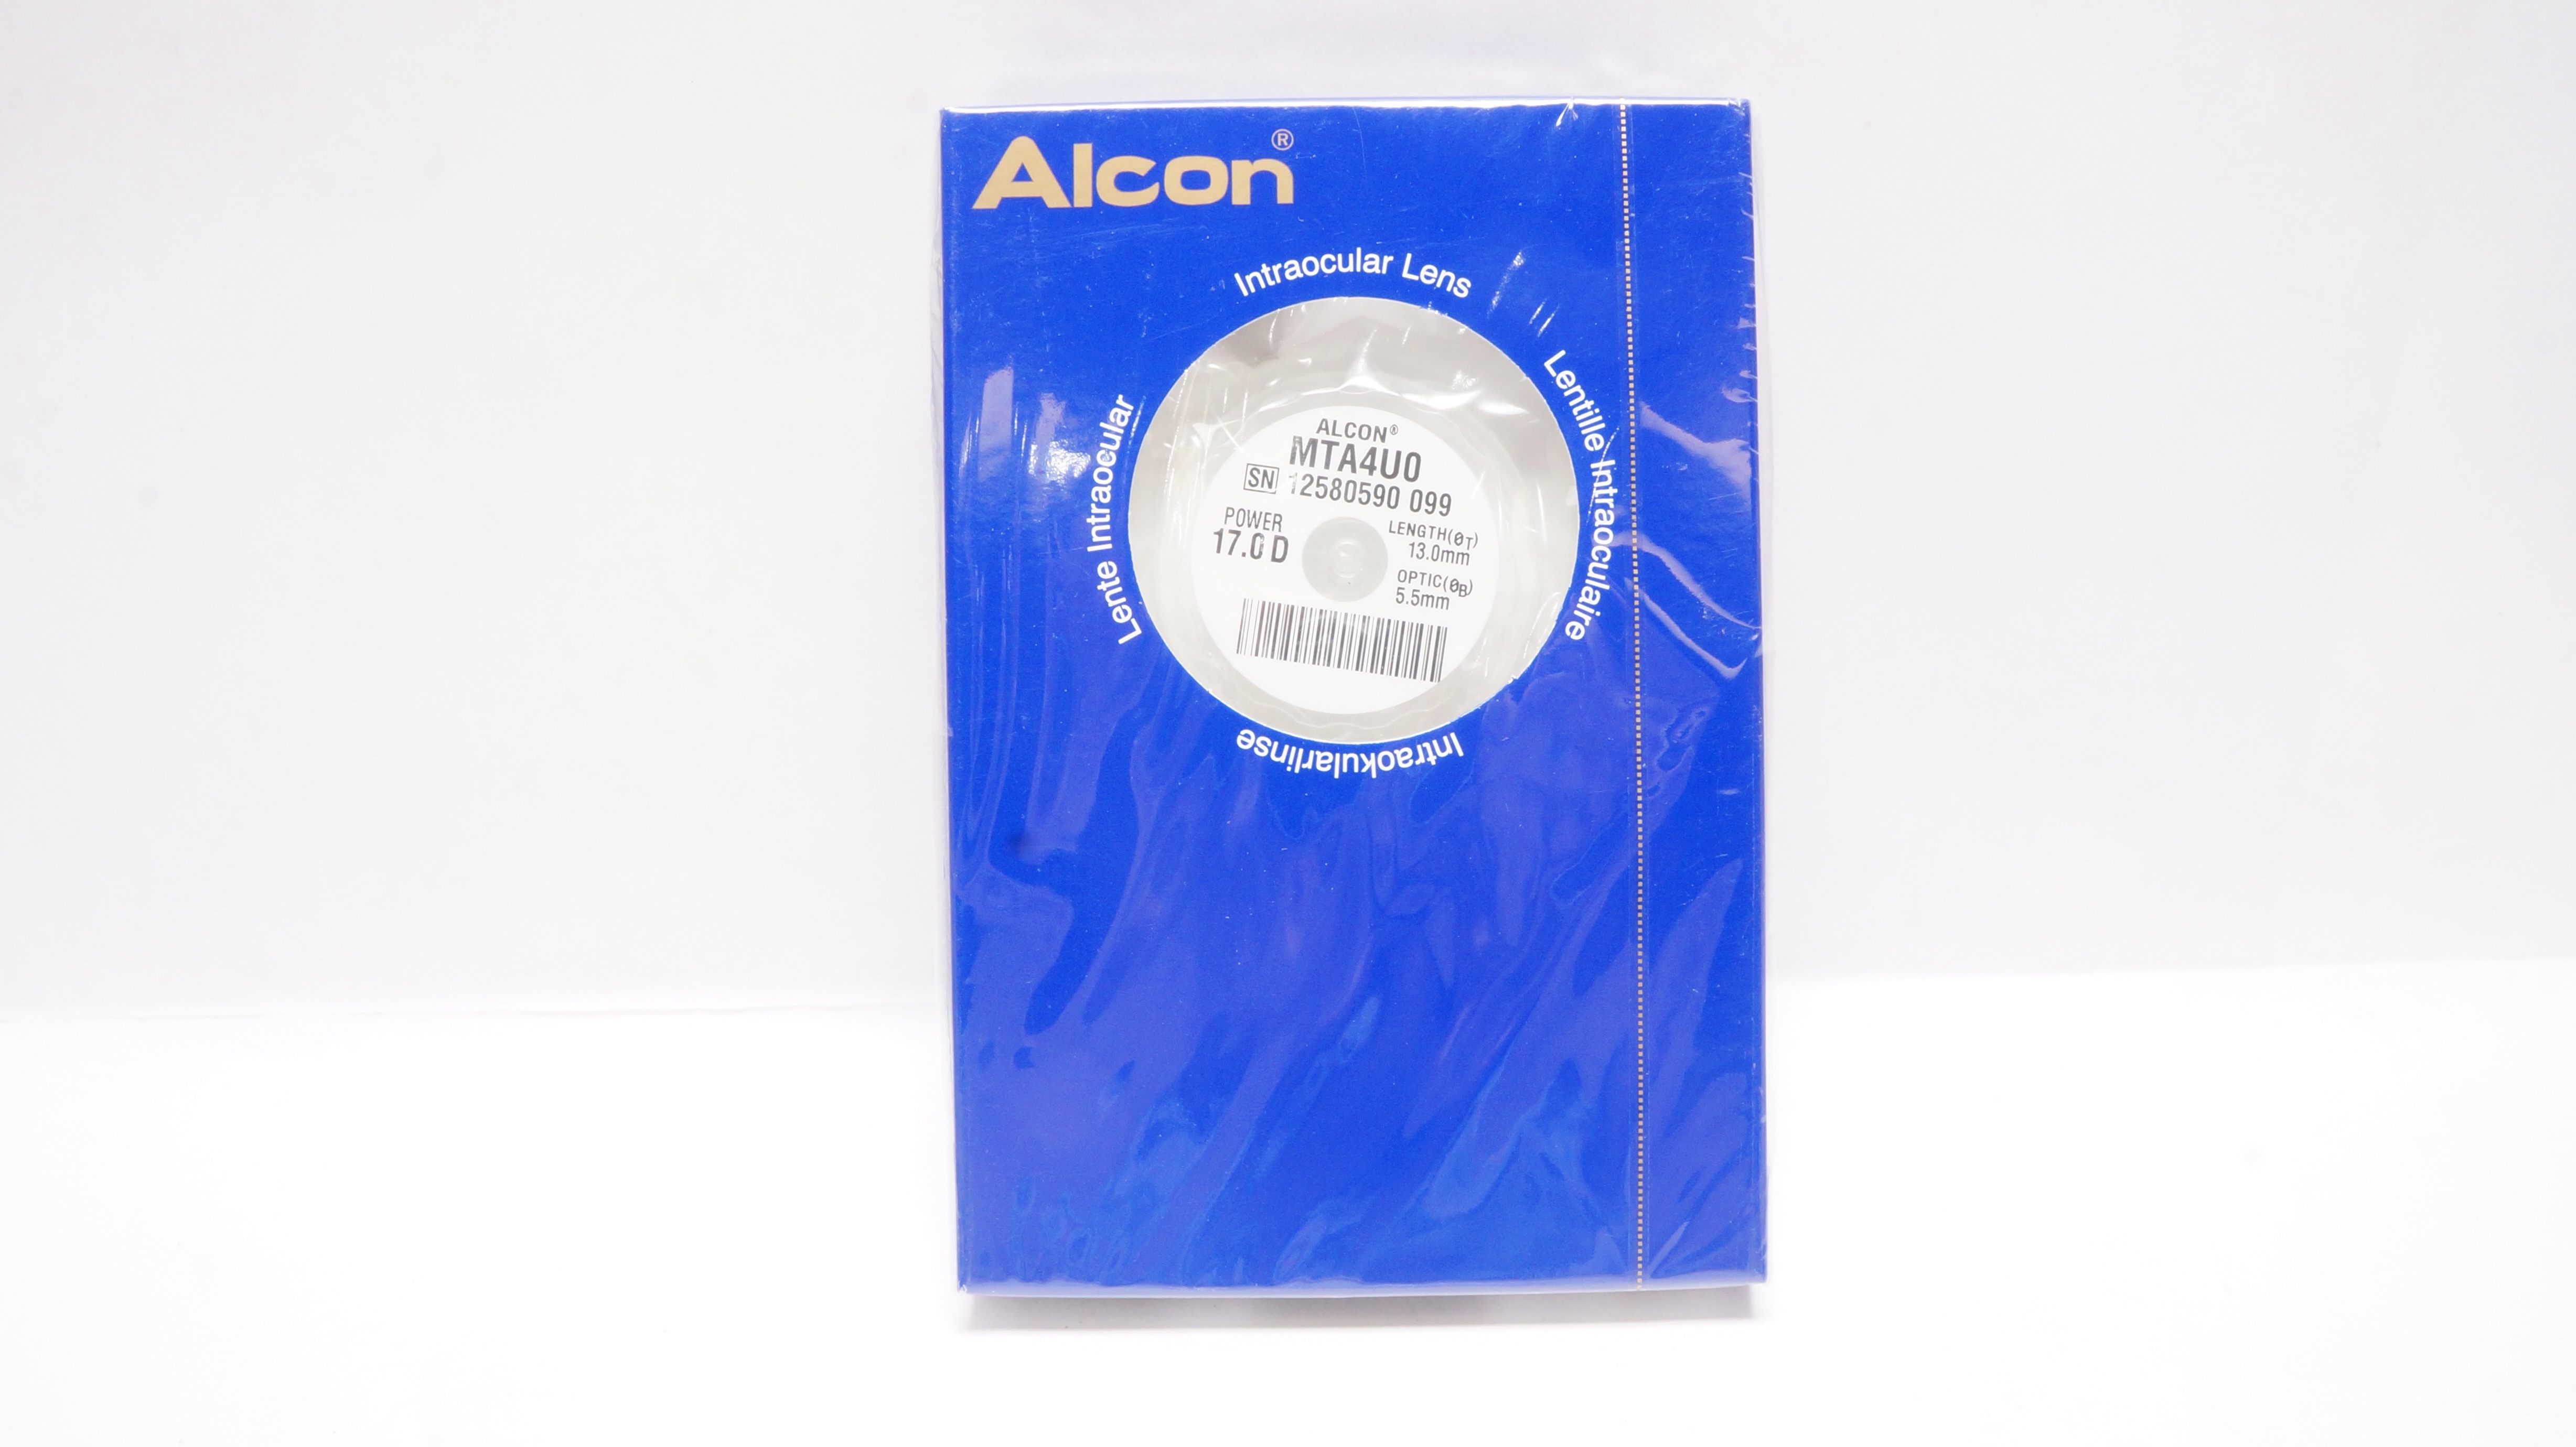 Alcon®
Intraocular Lens
Lentille Intraocculaire
Lente Intraocular
Intraokularlinse
ALCON®
MTA4U0
SN 12580590 099
POWER
17.0 D
LENGTH(ØT)
13.0mm
OPTIC(ØB)
5.5mm